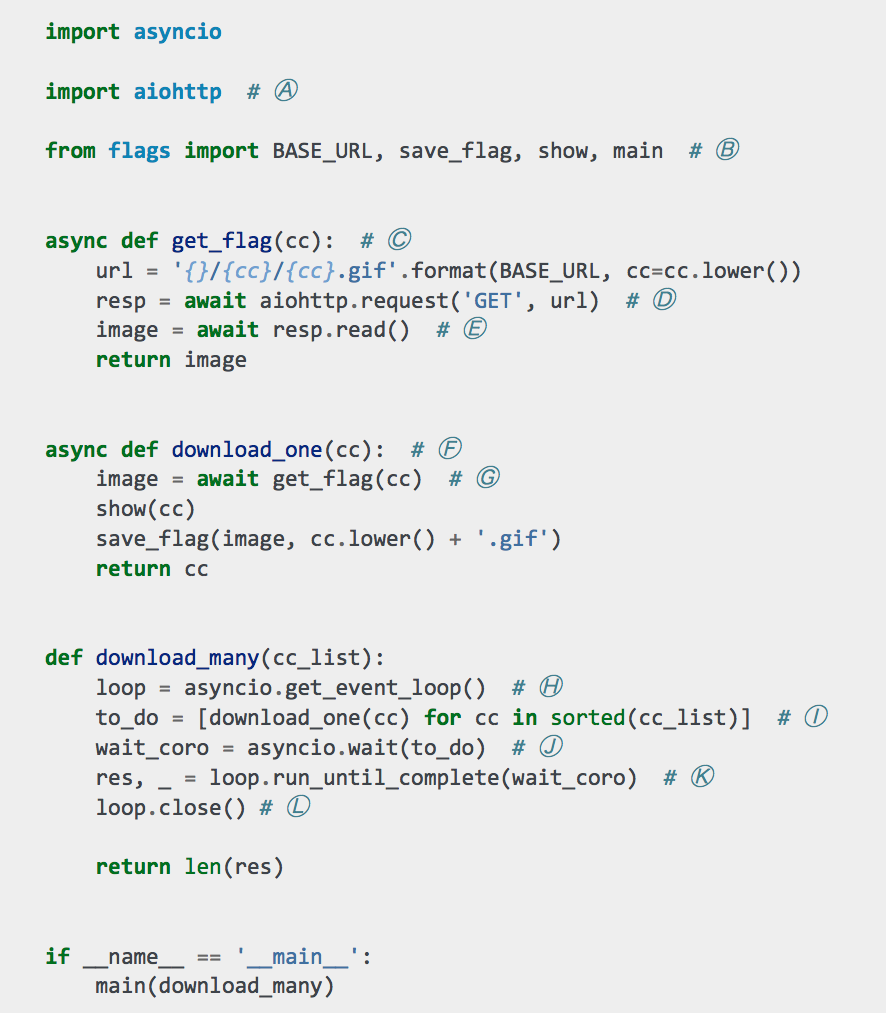 import asyncio
import aiohttp  # Ⓐ
from flags import BASE_URL, save_flag, show, main  # Ⓑ
async def get_flag(cc):  # Ⓒ
    url = '{}/{cc}/{cc}.gif'.format(BASE_URL, cc=cc.lower())
    resp = await aiohttp.request('GET', url)  # Ⓓ
    image = await resp.read()  # Ⓔ
    return image
async def download_one(cc):  # Ⓕ
    image = await get_flag(cc)  # Ⓖ
    show(cc)
    save_flag(image, cc.lower() + '.gif')
    return cc
def download_many(cc_list):
    loop = asyncio.get_event_loop()  # Ⓗ
    to_do = [download_one(cc) for cc in sorted(cc_list)]  # Ⓘ
    wait_coro = asyncio.wait(to_do)  # Ⓙ
    res, _ = loop.run_until_complete(wait_coro)  # Ⓚ
    loop.close() # Ⓛ
    return len(res)
if __name__ == '__main__':
    main(download_many)